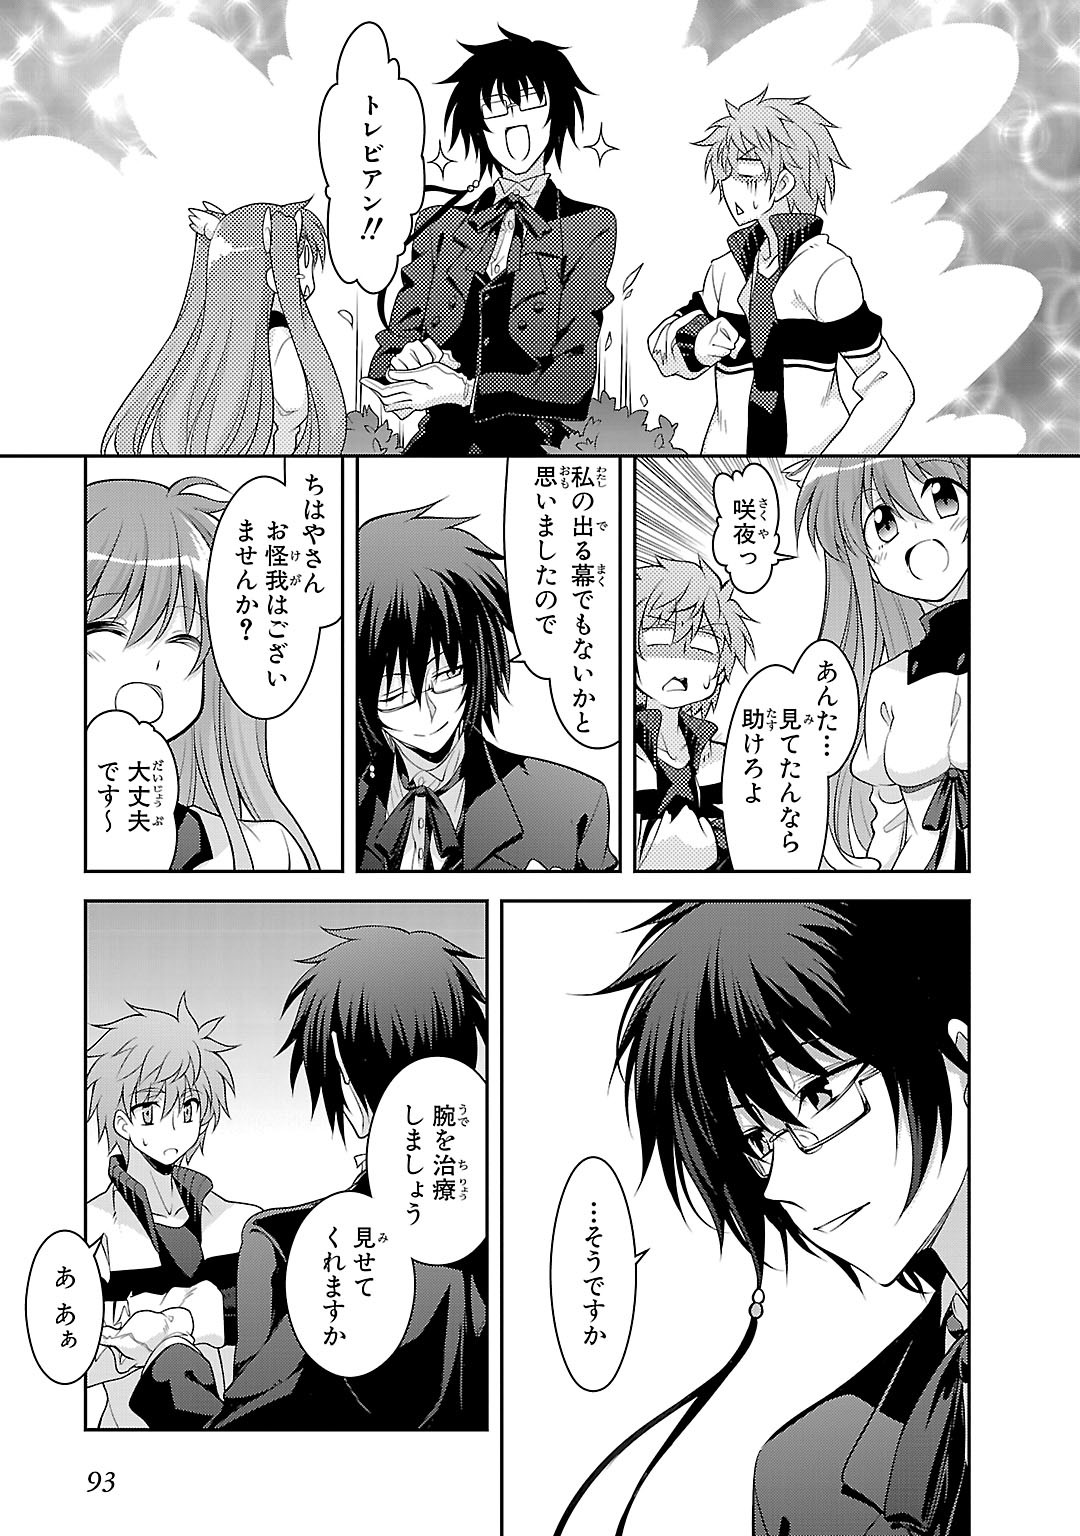 トレビアン!!
咲夜っ
あんた…
見てたんなら
助けろよ
私の出る幕でもないかと
思いましたので
ちはやさん
お怪我はござい
ませんか？
大丈夫
です〜
…そうですか
腕を治療
しましょう
見せて
くれますか
あ あぁ
93